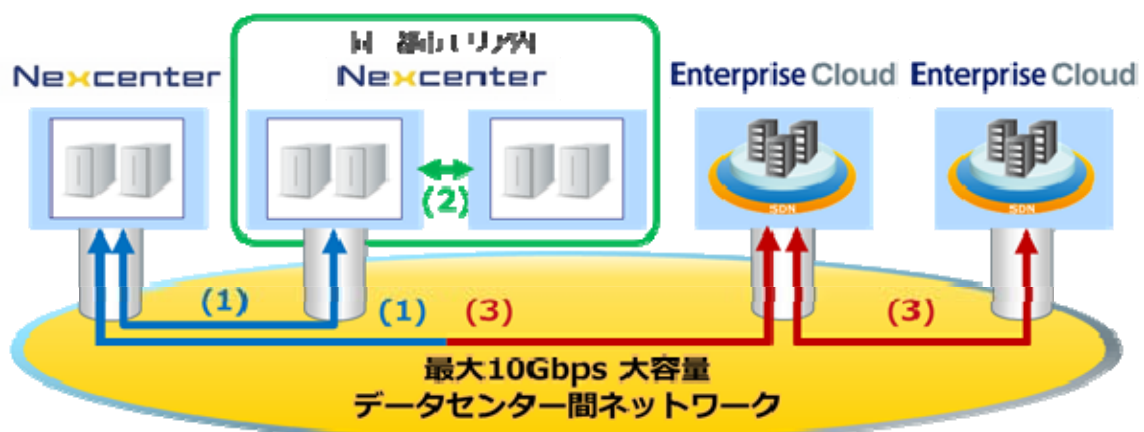 Nexcenter
Nexcenter
Enterprise Cloud
Enterprise Cloud
(2)
SDN
SDN
(1)
(1)
(3)
(3)
最大10Gbps 大容量
データセンター間ネットワーク